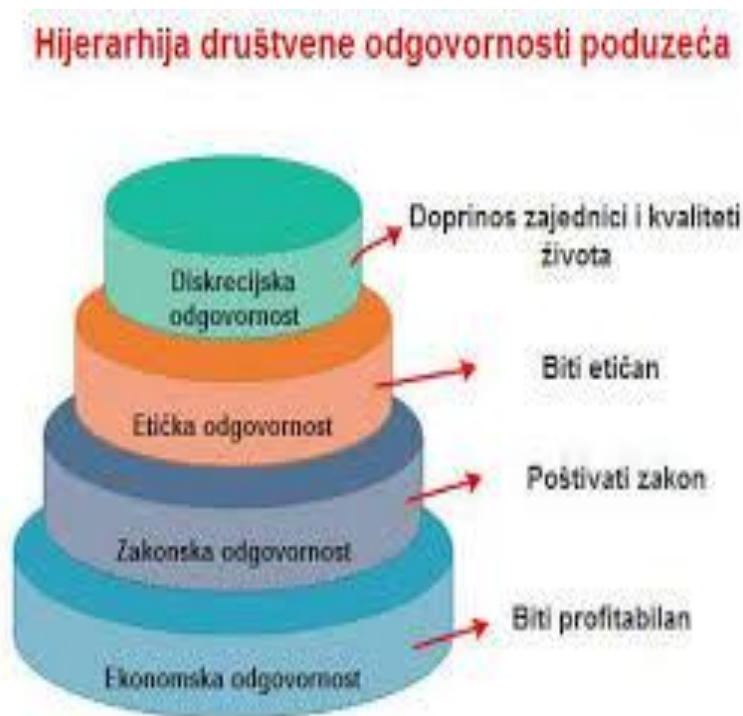 Hijerarhija društvene odgovornosti poduzeća
Doprinos zajednici i kvaliteti
života
Diskrecijska
odgovornost
Biti etičan
Etička odgovornost
Poštivati zakon
Zakonska odgovornost
Biti profitabilan
Ekonomska odgovornost